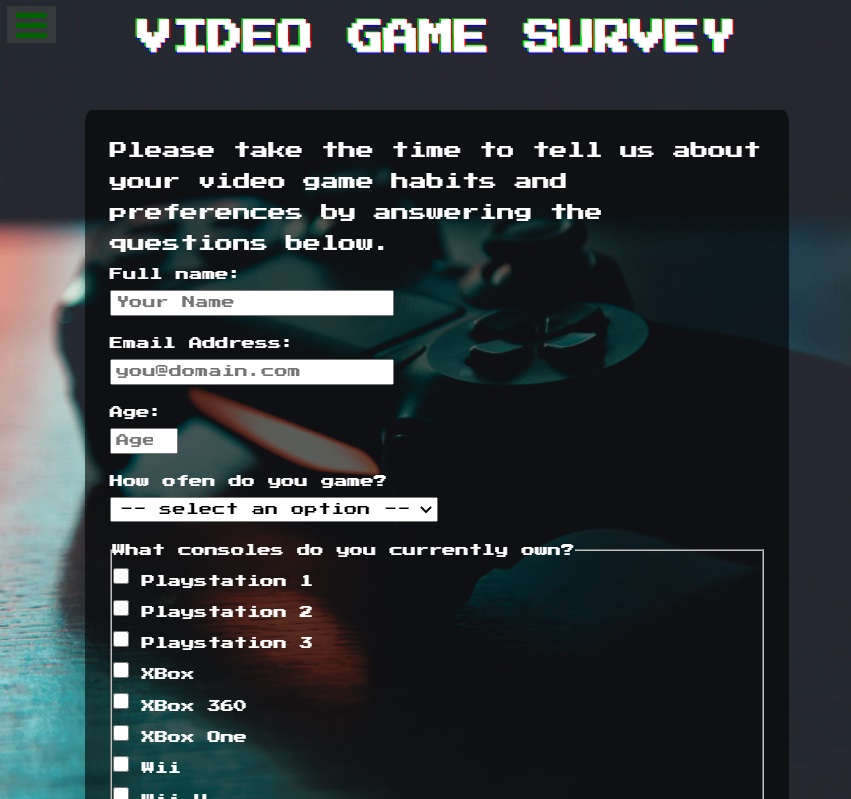 VIDEO GAME SURVEY
Please take the time to tell us about
your video game habits and
preferences by answering the
questions below.
Full name:
Your Name
Email Address:
you@domain.com
Age:
Age
How ofen do you game?
-- select an option --
What consoles do you currently own?
Playstation 1
Playstation 2
Playstation 3
XBox
XBox 360
XBox One
Wii
Wii U